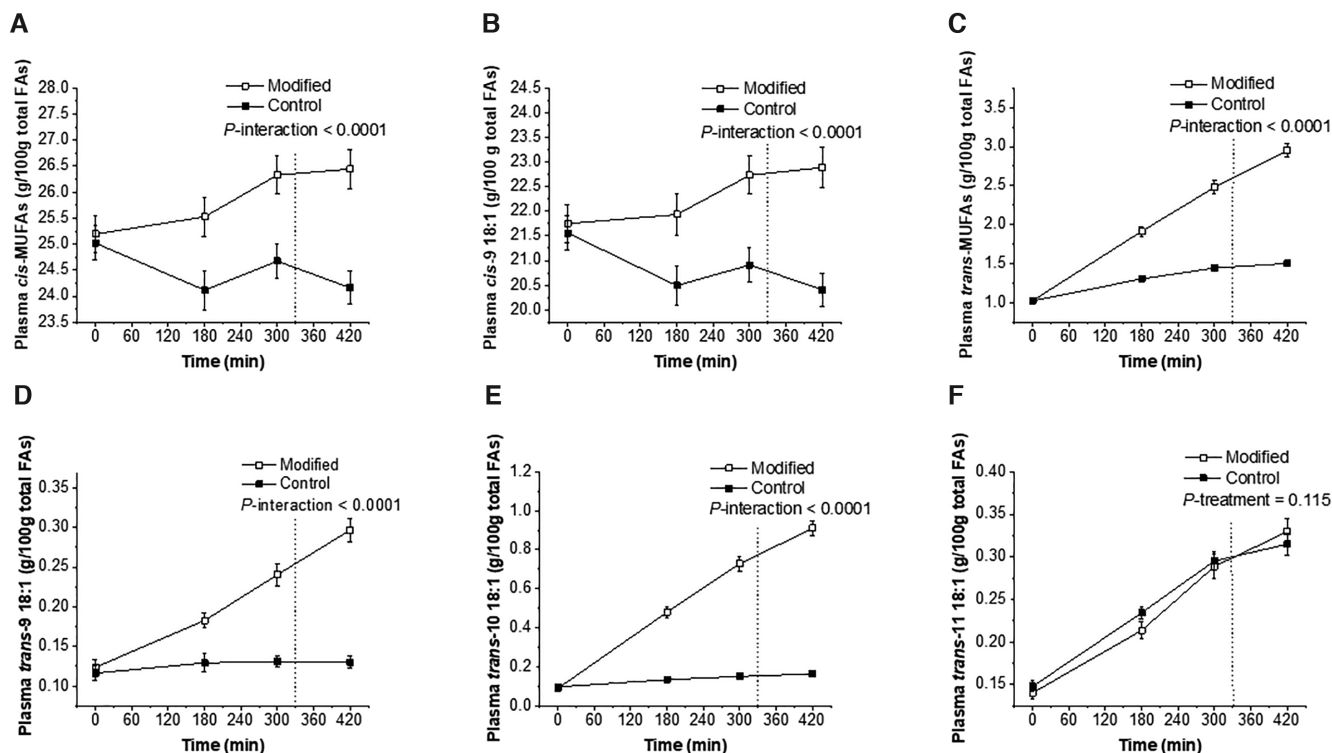 A
Plasma cis-MUFAs (g/100g total FAs)
28.0
27.5
27.0
26.5
26.0
25.5
25.0
24.5
24.0
23.5
Modified
Control
P-interaction < 0.0001
0 60 120 180 240 300 360 420
Time (min)
B
Plasma cis-9 18:1 (g/100 g total FAs)
24.5
24.0
23.5
23.0
22.5
22.0
21.5
21.0
20.5
20.0
Modified
Control
P-interaction < 0.0001
0 60 120 180 240 300 360 420
Time (min)
C
Plasma trans-MUFAs (g/100g total FAs)
3.5
3.0
2.5
2.0
1.5
1.0
Modified
Control
P-interaction < 0.0001
0 60 120 180 240 300 360 420
Time (min)
D
Plasma trans-9 18:1 (g/100g total FAs)
0.35
0.30
0.25
0.20
0.15
0.10
Modified
Control
P-interaction < 0.0001
0 60 120 180 240 300 360 420
Time (min)
E
Plasma trans-10 18:1 (g/100g total FAs)
1.2
1.0
0.8
0.6
0.4
0.2
0.0
Modified
Control
P-interaction < 0.0001
0 60 120 180 240 300 360 420
Time (min)
F
Plasma trans-11 18:1 (g/100g total FAs)
0.40
0.35
0.30
0.25
0.20
0.15
Modified
Control
P-treatment = 0.115
0 60 120 180 240 300 360 420
Time (min)